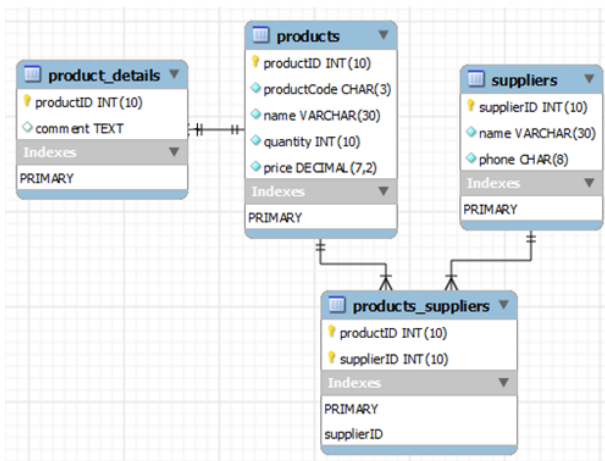 product_details
productID INT(10)
comment TEXT
Indexes
PRIMARY
products
productID INT(10)
productCode CHAR(3)
name VARCHAR(30)
quantity INT(10)
price DECIMAL(7,2)
Indexes
PRIMARY
suppliers
supplierID INT(10)
name VARCHAR(30)
phone CHAR(8)
Indexes
PRIMARY
products_suppliers
productID INT(10)
supplierID INT(10)
Indexes
PRIMARY
supplierID